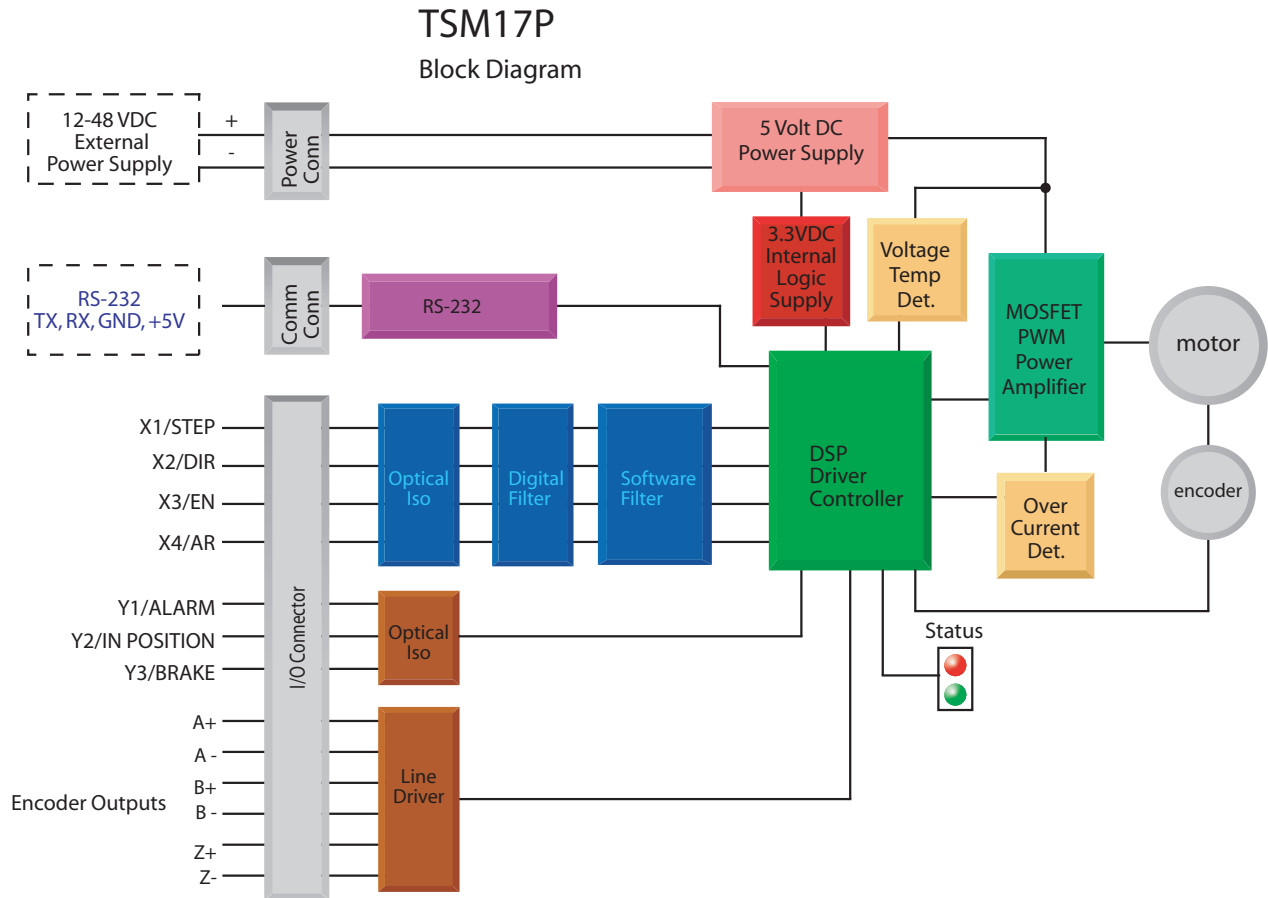 TSM17P
Block Diagram
12-48 VDC
External
Power Supply
+
-
Power
Conn
5 Volt DC
Power Supply
3.3VDC
Internal
Logic
Supply
Voltage
Temp
Det.
RS-232
TX, RX, GND, +5V
Comm
Conn
RS-232
MOSFET
PWM
Power
Amplifier
motor
X1/STEP
X2/DIR
X3/EN
X4/AR
Optical
Iso
Digital
Filter
Software
Filter
DSP
Driver
Controller
encoder
Over
Current
Det.
I/O Connector
Y1/ALARM
Y2/IN POSITION
Y3/BRAKE
Optical
Iso
Status
Encoder Outputs
A+
A -
B+
B -
Z+
Z-
Line
Driver